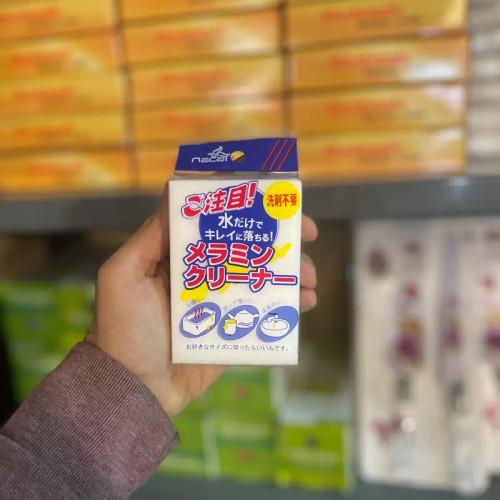 nacai
ご注目!
洗剤不要
水だけで
キレイに落ちる!
メラミン
クリーナー
お好きなサイズに切ったらいいんです。